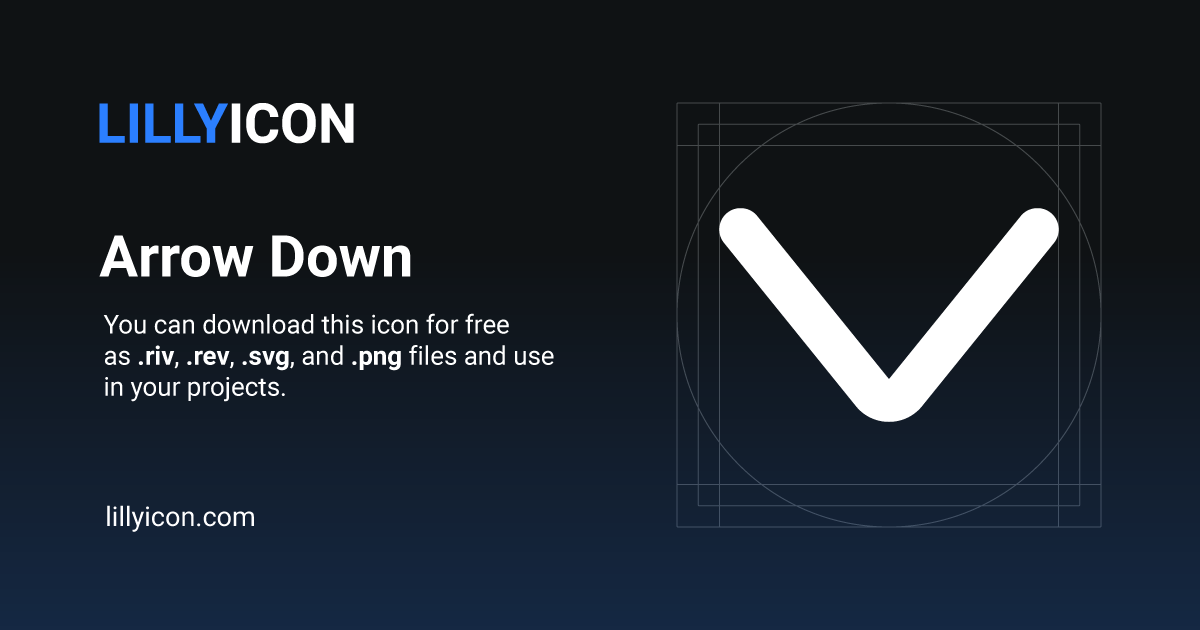 LILLYICON
Arrow Down
You can download this icon for free
as .riv, .rev, .svg, and .png files and use
in your projects.
lillyicon.com